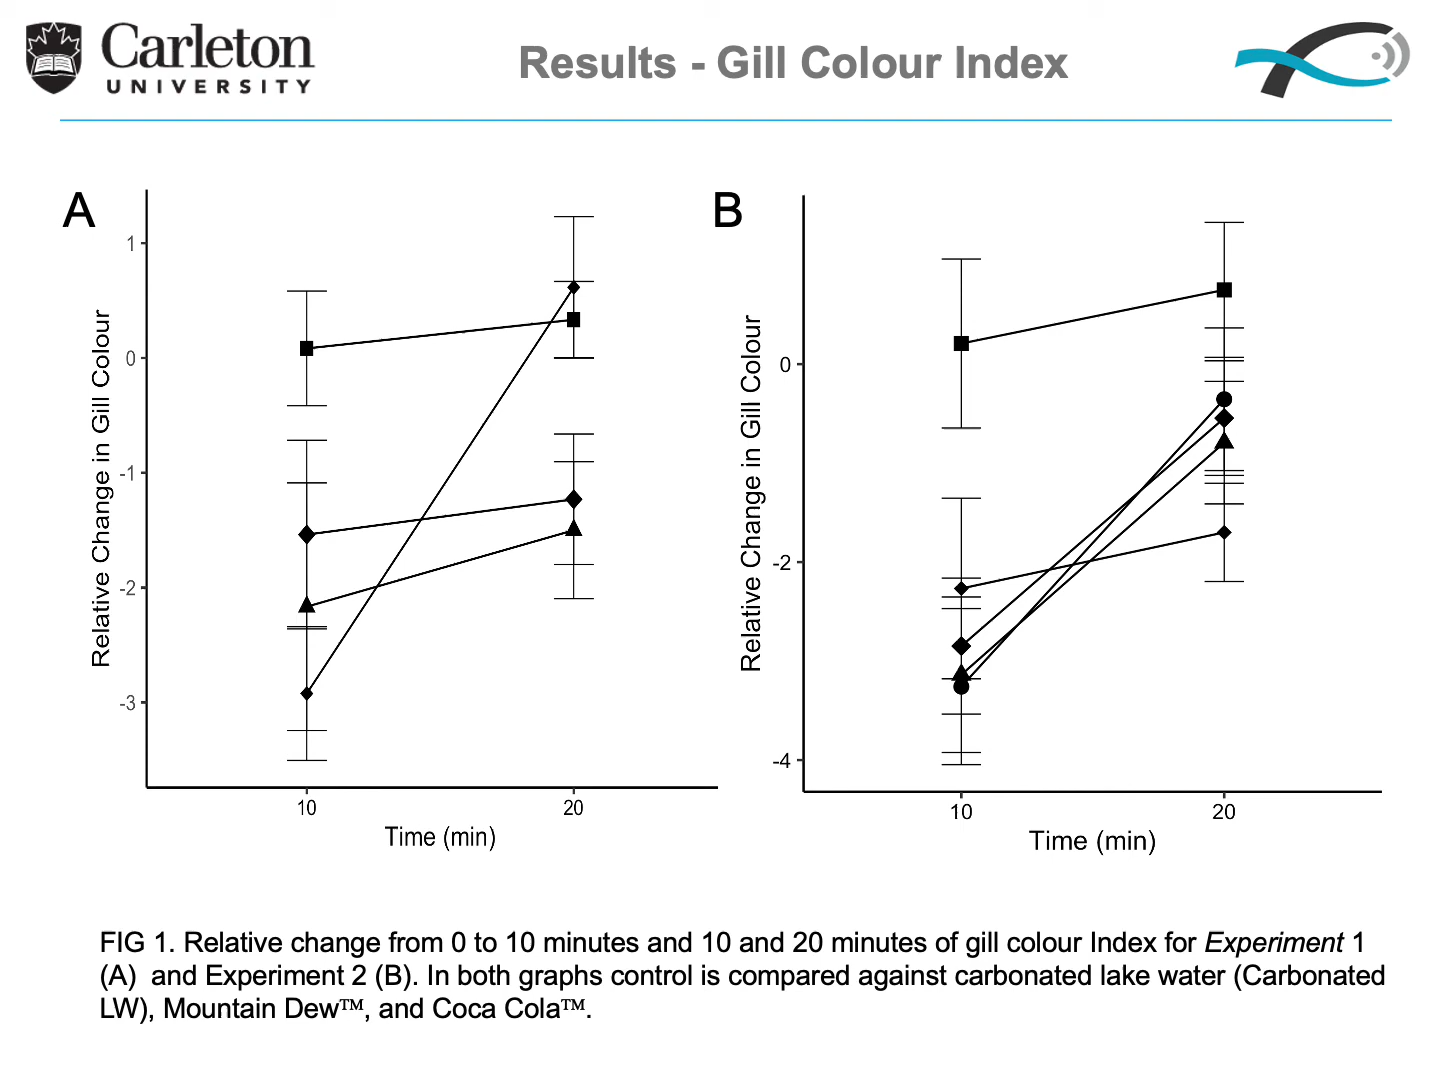 Carleton
UNIVERSITY
Results - Gill Colour Index
A
Relative Change in Gill Colour
1
0
-1
-2
-3
10
20
Time (min)
B
Relative Change in Gill Colour
0
-2
-4
10
20
Time (min)
FIG 1. Relative change from 0 to 10 minutes and 10 and 20 minutes of gill colour Index for Experiment 1
(A)  and Experiment 2 (B). In both graphs control is compared against carbonated lake water (Carbonated
LW), Mountain Dew™, and Coca Cola™.